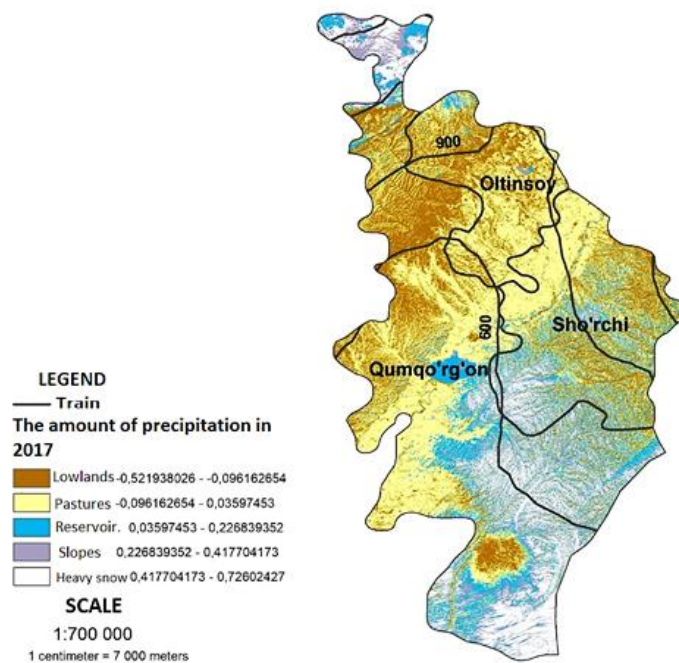 900
Oltinsoy
600
Sho'rchi
Qumqo'rg'on
LEGEND
Train
The amount of precipitation in
2017
Lowlands -0,521938026 - -0,096162654
Pastures -0,096162654 - 0,03597453
Reservoir. 0,03597453 - 0,226839352
Slopes 0,226839352 - 0,417704173
Heavy snow 0,417704173 - 0,72602427
SCALE
1:700 000
1 centimeter = 7 000 meters